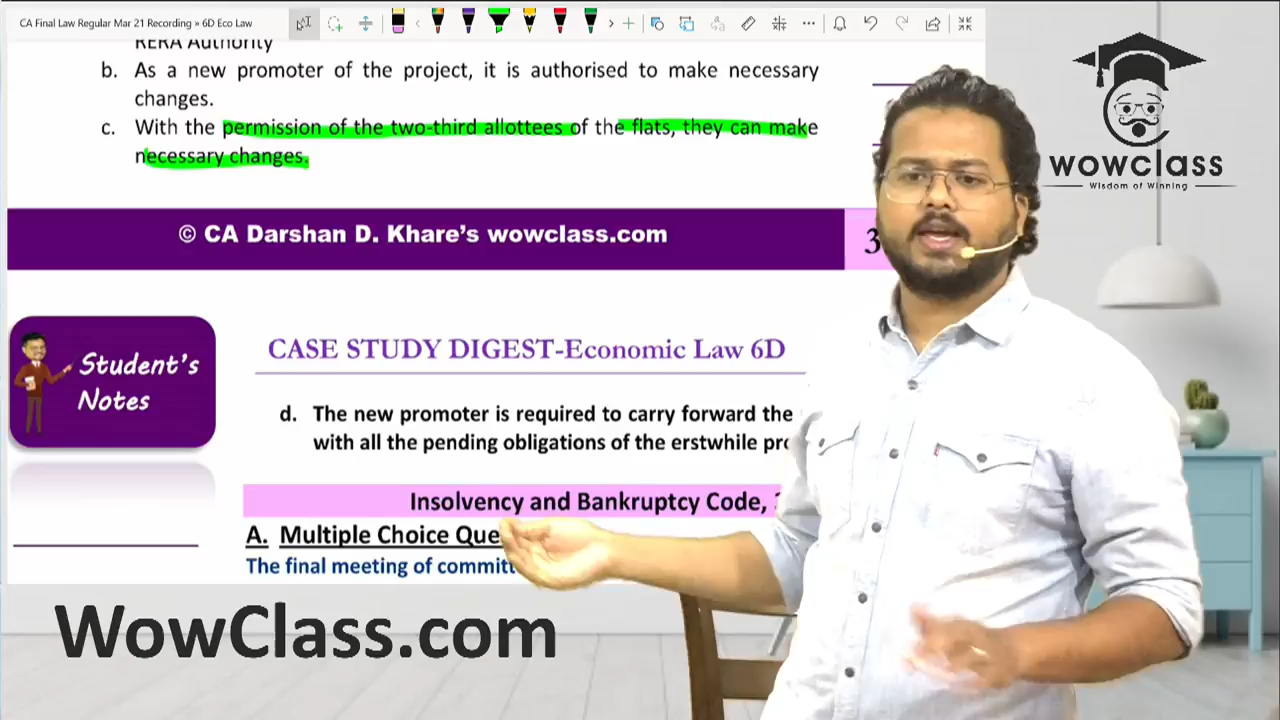 CA Final Law Regular Mar 21 Recording » 6D Eco Law
RERA Authority
b. As a new promoter of the project, it is authorised to make necessary
changes.
c. With the permission of the two-third allottees of the flats, they can make
necessary changes.
© CA Darshan D. Khare's wowclass.com
3
wowclass
Wisdom of Winning
Student's
Notes
CASE STUDY DIGEST-Economic Law 6D
d. The new promoter is required to carry forward the
with all the pending obligations of the erstwhile
Insolvency and Bankruptcy Code,
A. Multiple Choice
The final meeting of
WowClass.com